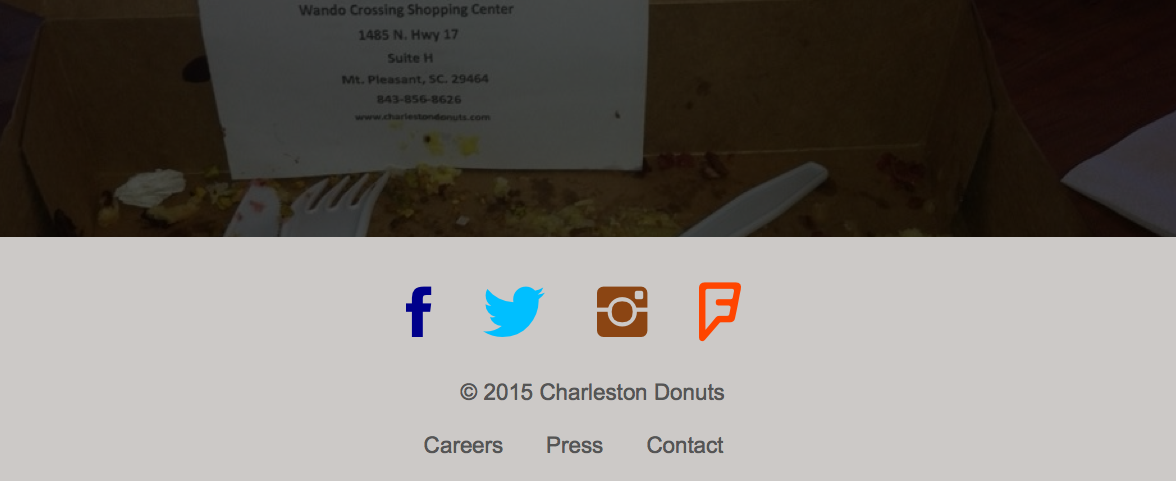 Wando Crossing Shopping Center
1485 N. Hwy 17
Suite H
Mt. Pleasant, SC. 29464
843-856-8626
www.charlestondonuts.com
© 2015 Charleston Donuts
Careers Press Contact